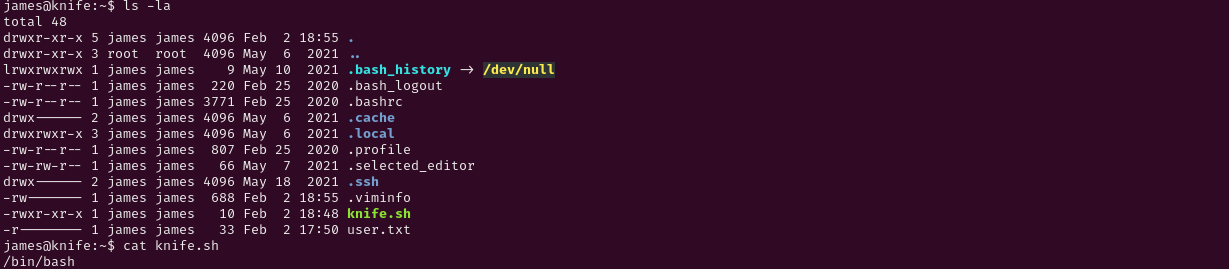 james@knife:~$ ls -la
total 48
drwxr-xr-x 5 james james 4096 Feb  2 18:55 .
drwxr-xr-x 3 root  root  4096 May  6  2021 ..
lrwxrwxrwx 1 james james    9 May 10  2021 .bash_history -> /dev/null
-rw-r--r-- 1 james james  220 Feb 25  2020 .bash_logout
-rw-r--r-- 1 james james 3771 Feb 25  2020 .bashrc
drwx------ 2 james james 4096 May  6  2021 .cache
drwxrwxr-x 3 james james 4096 May  6  2021 .local
-rw-r--r-- 1 james james  807 Feb 25  2020 .profile
-rw-rw-r-- 1 james james   66 May  7  2021 .selected_editor
drwx------ 2 james james 4096 May 18  2021 .ssh
-rw------- 1 james james  688 Feb  2 18:55 .viminfo
-rwxr-xr-x 1 james james   10 Feb  2 18:48 knife.sh
-r-------- 1 james james   33 Feb  2 17:50 user.txt
james@knife:~$ cat knife.sh
/bin/bash